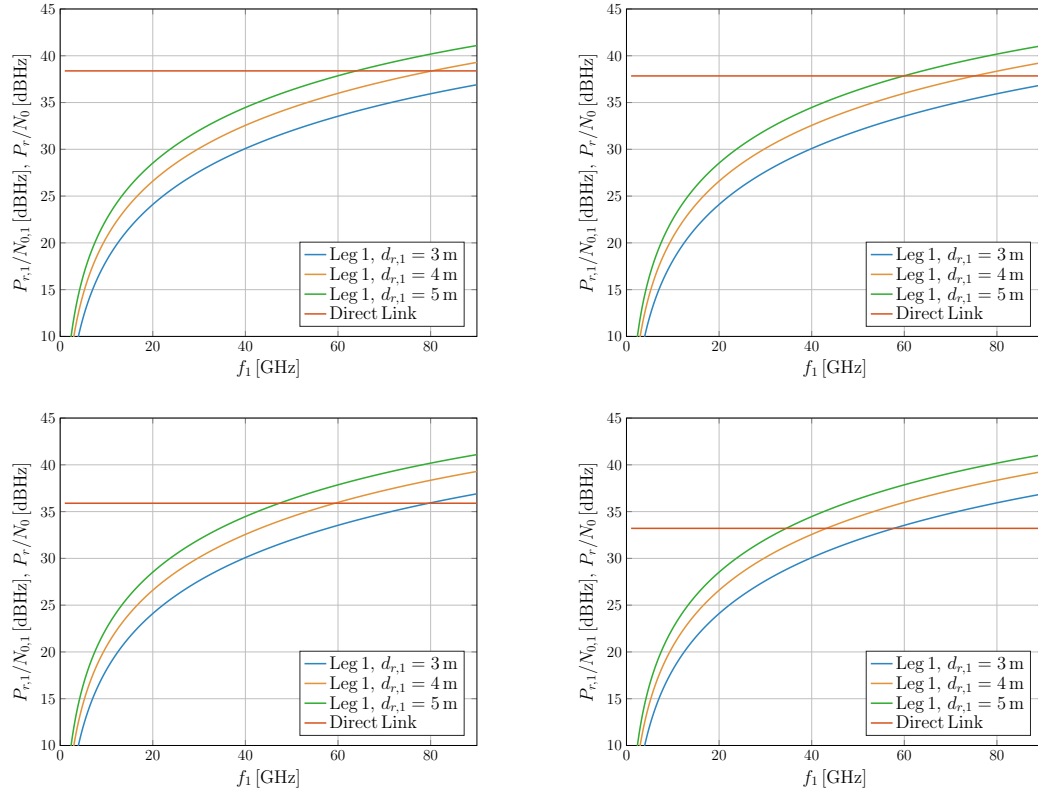 45
40
35
30
25
20
15
10
0
20
40
60
80
f₁ [GHz]
P_{r,1}/N_{0,1} [dBHz], P_r/N_0 [dBHz]
Leg 1, d_{r,1} = 3 m
Leg 1, d_{r,1} = 4 m
Leg 1, d_{r,1} = 5 m
Direct Link
45
40
35
30
25
20
15
10
0
20
40
60
80
f₁ [GHz]
P_{r,1}/N_{0,1} [dBHz], P_r/N_0 [dBHz]
Leg 1, d_{r,1} = 3 m
Leg 1, d_{r,1} = 4 m
Leg 1, d_{r,1} = 5 m
Direct Link
45
40
35
30
25
20
15
10
0
20
40
60
80
f₁ [GHz]
P_{r,1}/N_{0,1} [dBHz], P_r/N_0 [dBHz]
Leg 1, d_{r,1} = 3 m
Leg 1, d_{r,1} = 4 m
Leg 1, d_{r,1} = 5 m
Direct Link
45
40
35
30
25
20
15
10
0
20
40
60
80
f₁ [GHz]
P_{r,1}/N_{0,1} [dBHz], P_r/N_0 [dBHz]
Leg 1, d_{r,1} = 3 m
Leg 1, d_{r,1} = 4 m
Leg 1, d_{r,1} = 5 m
Direct Link